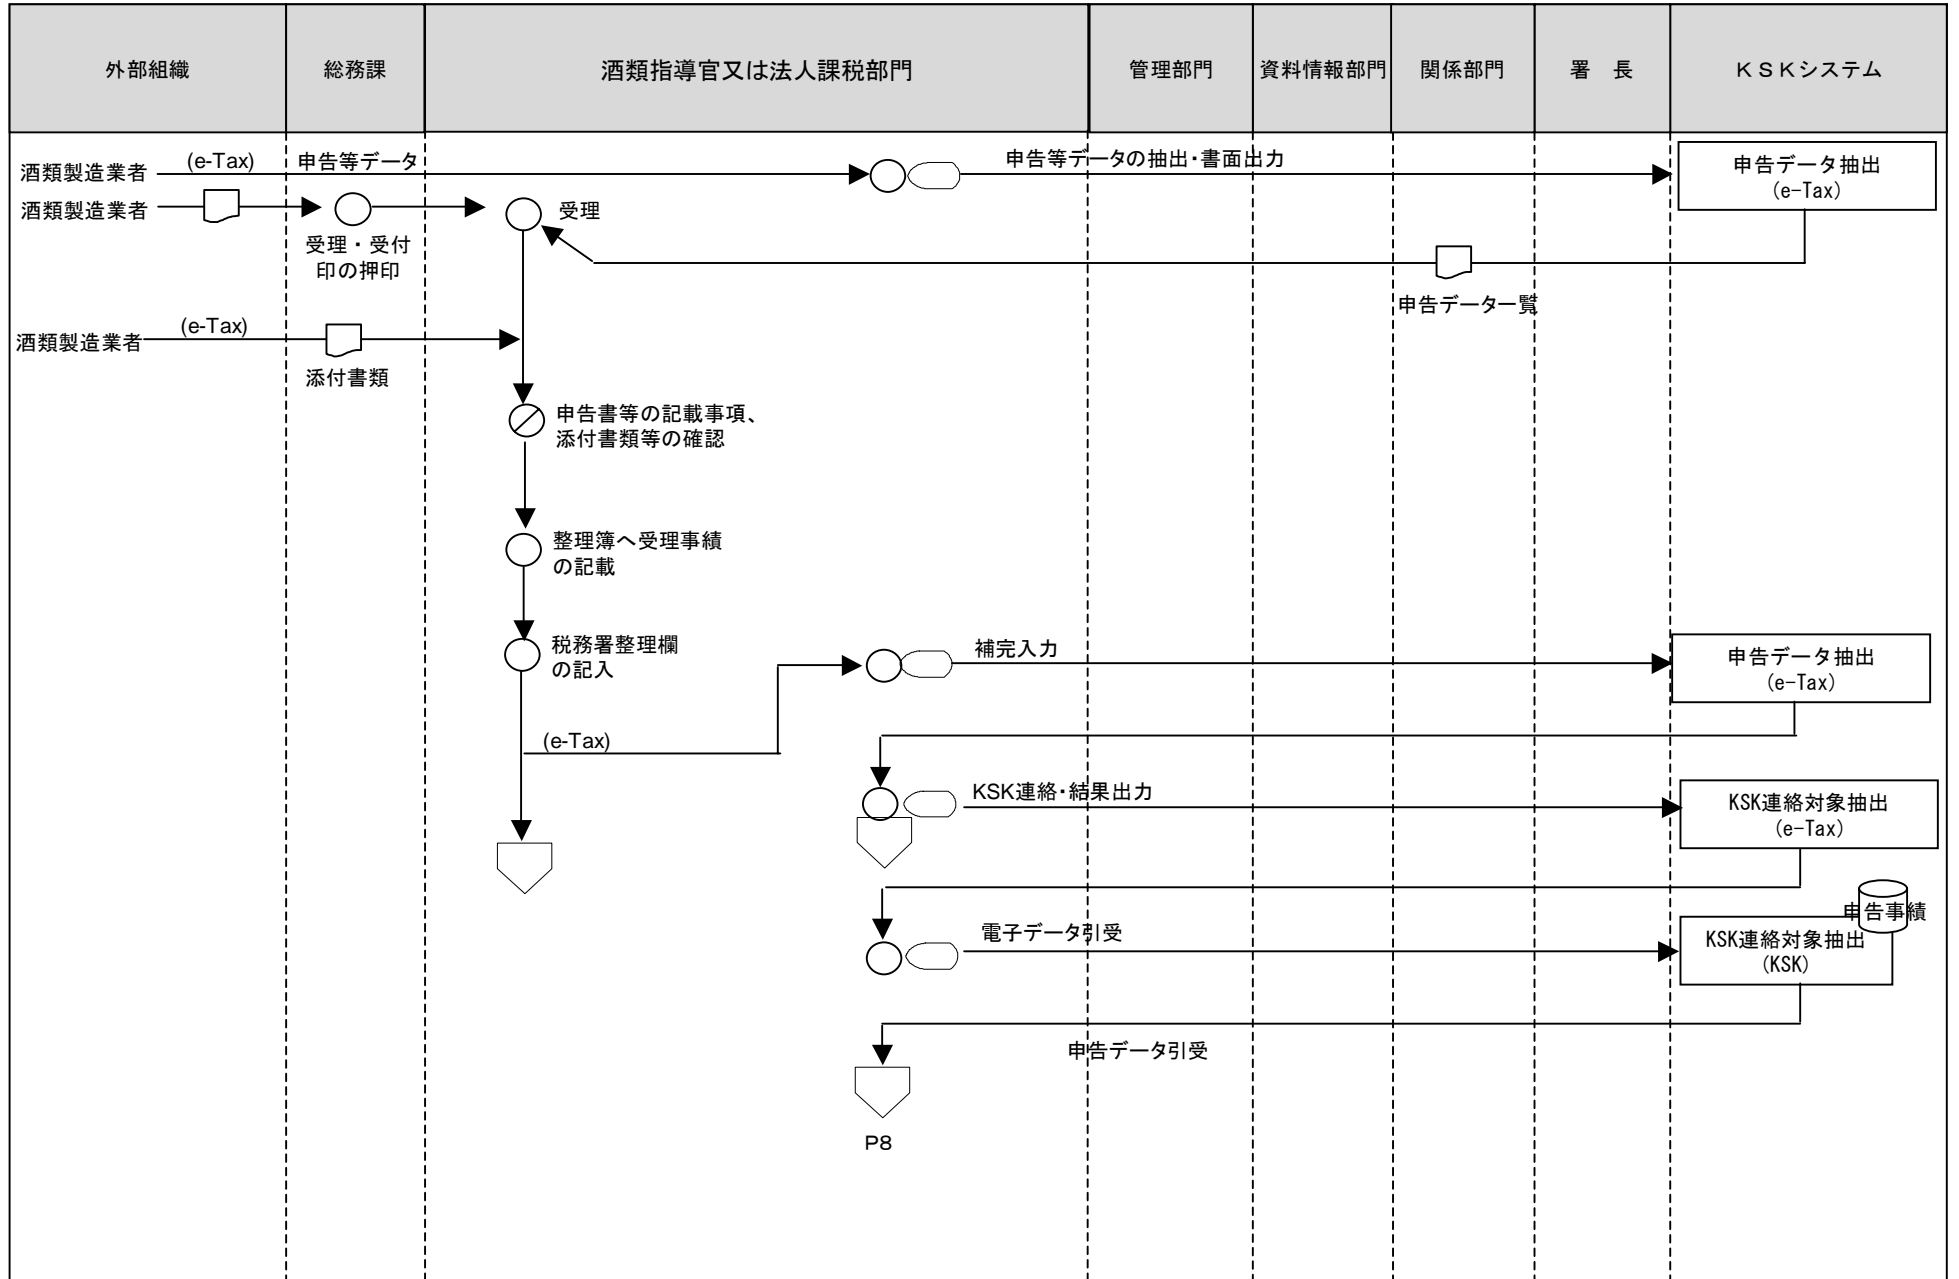 外部組織
総務課
酒類指導官又は法人課税部門
管理部門
資料情報部門
関係部門
署　長
ＫＳＫシステム
酒類製造業者
(e-Tax)
申告等データ
申告等データの抽出・書面出力
申告データ抽出
(e-Tax)
酒類製造業者
受理・受付
印の押印
受理
申告データ一覧
酒類製造業者
(e-Tax)
添付書類
申告書等の記載事項、
添付書類等の確認
整理簿へ受理事績
の記載
税務署整理欄
の記入
補完入力
申告データ抽出
(e-Tax)
(e-Tax)
KSK連絡・結果出力
KSK連絡対象抽出
(e-Tax)
申告事績
電子データ引受
KSK連絡対象抽出
(KSK)
申告データ引受
P8